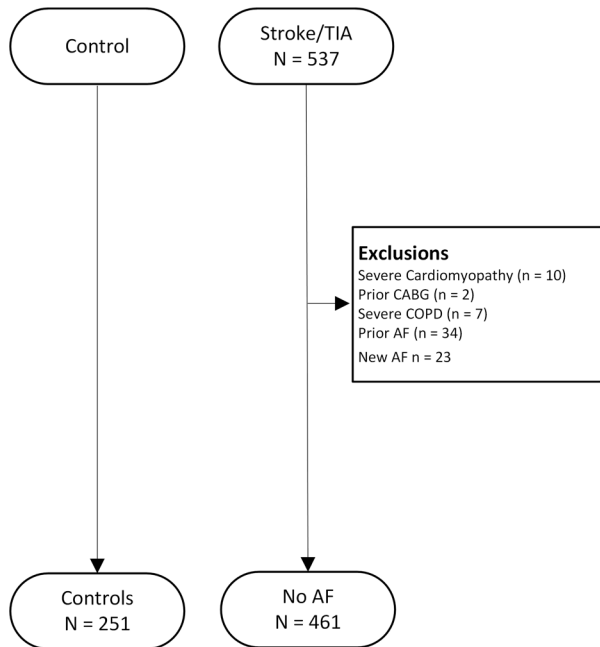 Control
Stroke/TIA
N = 537
Exclusions
Severe Cardiomyopathy (n = 10)
Prior CABG (n = 2)
Severe COPD (n = 7)
Prior AF (n = 34)
New AF n = 23
Controls
N = 251
No AF
N = 461